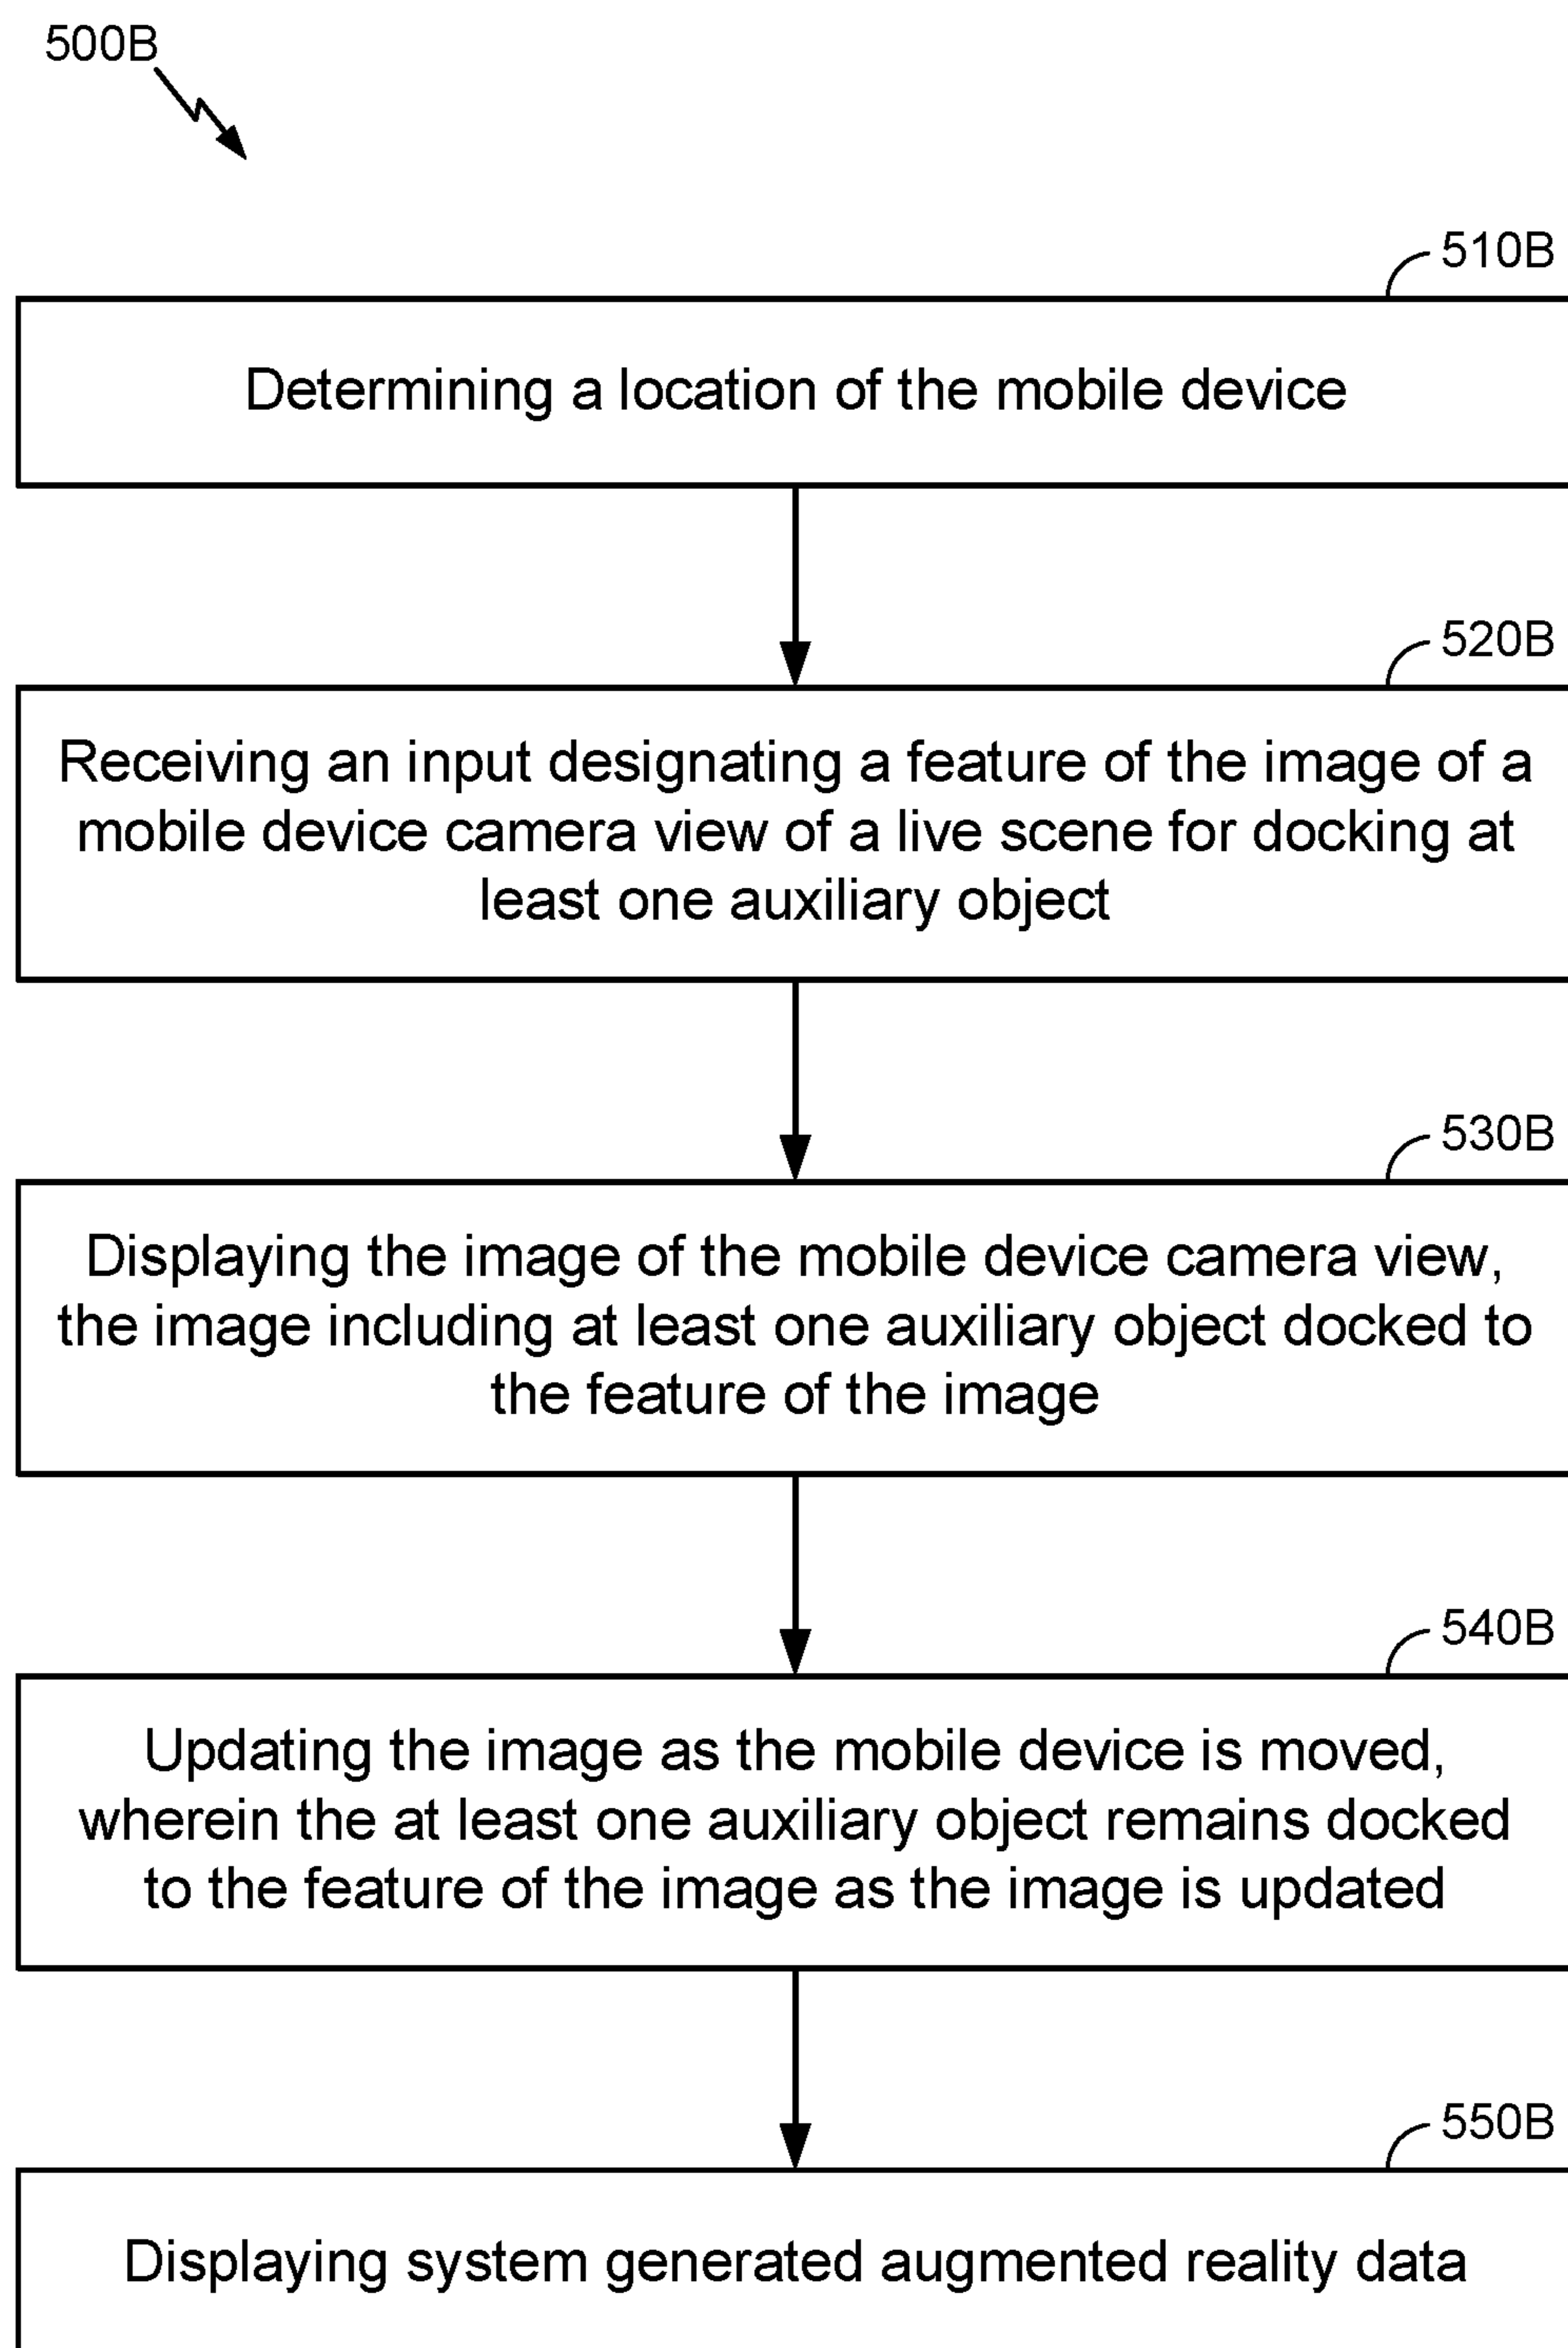 500B
510B
Determining a location of the mobile device
520B
Receiving an input designating a feature of the image of a
mobile device camera view of a live scene for docking at
least one auxiliary object
530B
Displaying the image of the mobile device camera view,
the image including at least one auxiliary object docked to
the feature of the image
540B
Updating the image as the mobile device is moved,
wherein the at least one auxiliary object remains docked
to the feature of the image as the image is updated
550B
Displaying system generated augmented reality data